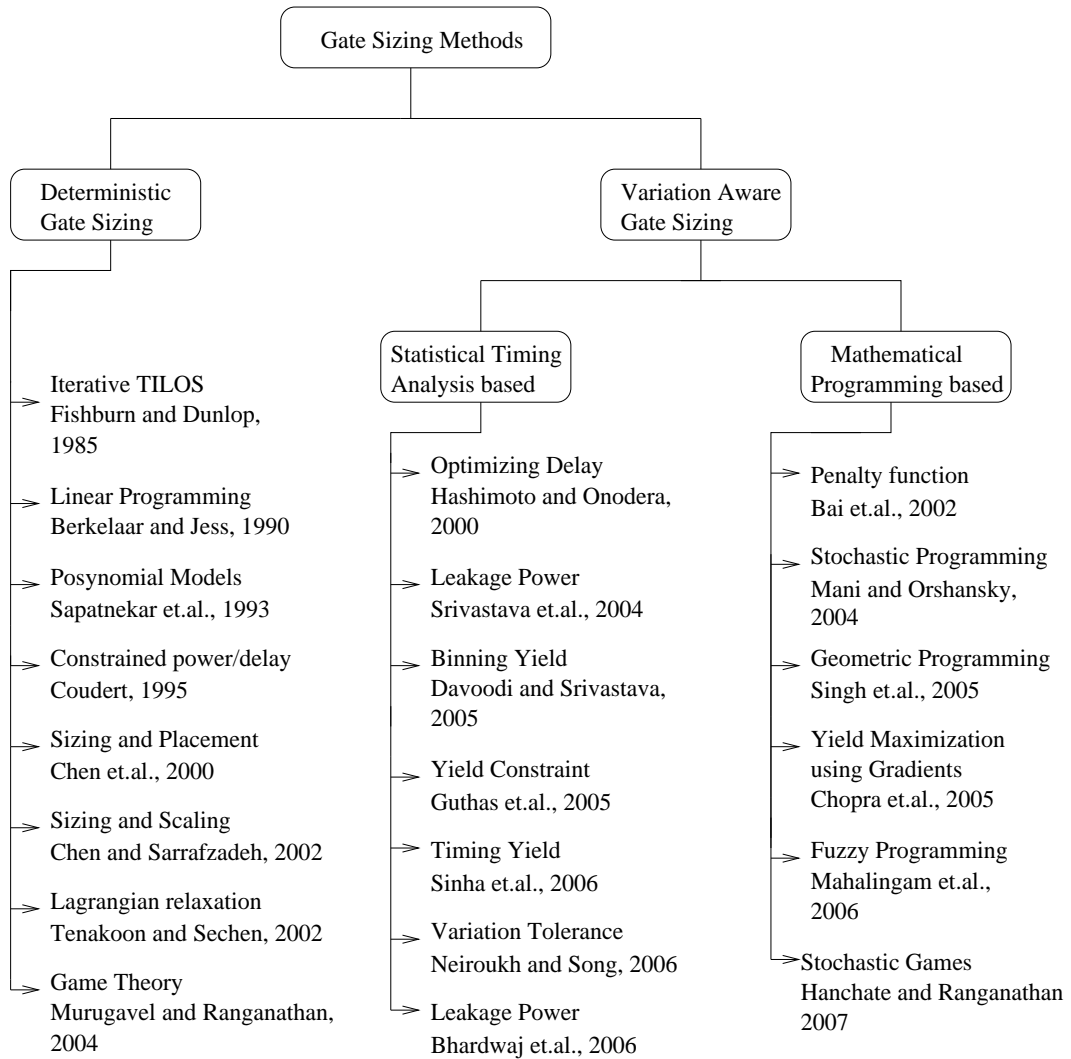 Gate Sizing Methods
Deterministic
Gate Sizing
Variation Aware
Gate Sizing
Iterative TILOS
Fishburn and Dunlop,
1985
Linear Programming
Berkelaar and Jess, 1990
Posynomial Models
Sapatnekar et.al., 1993
Constrained power/delay
Coudert, 1995
Sizing and Placement
Chen et.al., 2000
Sizing and Scaling
Chen and Sarrafzadeh, 2002
Lagrangian relaxation
Tenakoon and Sechen, 2002
Game Theory
Murugavel and Ranganathan,
2004
Statistical Timing
Analysis based
Optimizing Delay
Hashimoto and Onodera,
2000
Leakage Power
Srivastava et.al., 2004
Binning Yield
Davoodi and Srivastava,
2005
Yield Constraint
Guthas et.al., 2005
Timing Yield
Sinha et.al., 2006
Variation Tolerance
Neiroukh and Song, 2006
Leakage Power
Bhardwaj et.al., 2006
Mathematical
Programming based
Penalty function
Bai et.al., 2002
Stochastic Programming
Mani and Orshansky,
2004
Geometric Programming
Singh et.al., 2005
Yield Maximization
using Gradients
Chopra et.al., 2005
Fuzzy Programming
Mahalingam et.al.,
2006
Stochastic Games
Hanchate and Ranganathan
2007